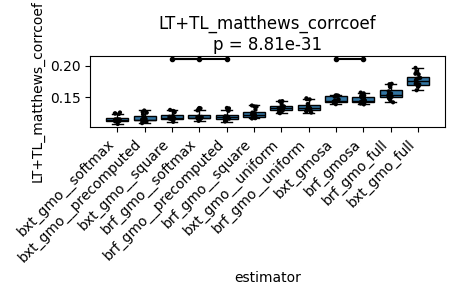 LT+TL_matthews_corrcoef
p = 8.81e-31
LT+TL_matthews_corrcoef
0.20
0.15
bxt_gmo__softmax
bxt_gmo__precomputed
bxt_gmo__square
brf_gmo__softmax
brf_gmo__precomputed
brf_gmo__square
bxt_gmo__uniform
brf_gmo__uniform
bxt_gmosa
brf_gmosa
brf_gmo_full
bxt_gmo_full
estimator